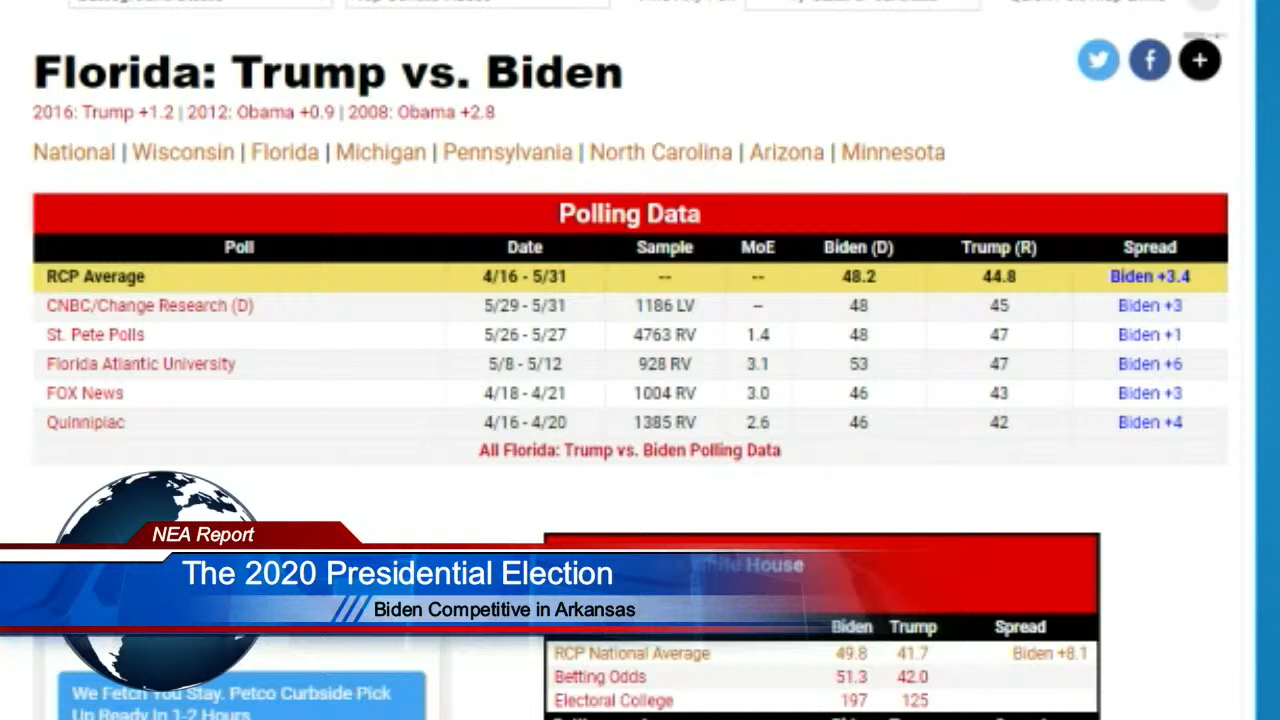 Florida: Trump vs. Biden
2016: Trump +1.2 | 2012: Obama +0.9 | 2008: Obama +2.8
National | Wisconsin | Florida | Michigan | Pennsylvania | North Carolina | Arizona | Minnesota
Polling Data
Poll Date Sample MoE Biden (D) Trump (R) Spread
RCP Average 4/16 - 5/31 -- -- 48.2 44.8 Biden +3.4
CNBC/Change Research (D) 5/29 - 5/31 1186 LV -- 48 45 Biden +3
St. Pete Polls 5/26 - 5/27 4763 RV 1.4 48 47 Biden +1
Florida Atlantic University 5/8 - 5/12 928 RV 3.1 53 47 Biden +6
FOX News 4/18 - 4/21 1004 RV 3.0 46 43 Biden +3
Quinnipiac 4/16 - 4/20 1385 RV 2.6 46 42 Biden +4
All Florida: Trump vs. Biden Polling Data
NEA Report
The 2020 Presidential Election
Biden Competitive in Arkansas
House
Biden Trump Spread
RCP National Average 49.8 41.7 Biden +8.1
Betting Odds 51.3 42.0
Electoral College 197 125
We Fetch You Stay. Petco Curbside Pick
Up Ready In 1-2 Hours